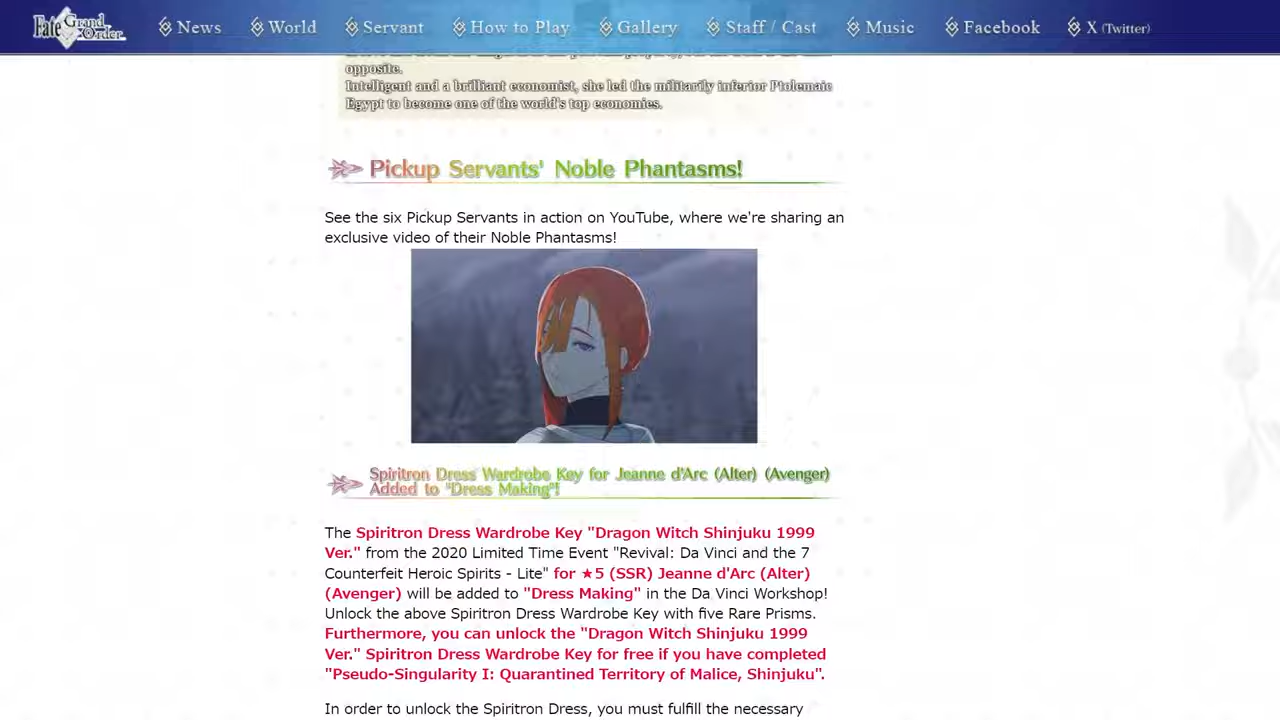 Fate Grand Order
News World Servant How to Play Gallery Staff / Cast Music Facebook X (Twitter)
opposite.
Intelligent and a brilliant economist, she led the militarily inferior Ptolemaic
Egypt to become one of the world's top economies.
Pickup Servants' Noble Phantasms!
See the six Pickup Servants in action on YouTube, where we're sharing an
exclusive video of their Noble Phantasms!
Spiritron Dress Wardrobe Key for Jeanne d'Arc (Alter) (Avenger)
Added to "Dress Making"!
The Spiritron Dress Wardrobe Key "Dragon Witch Shinjuku 1999
Ver." from the 2020 Limited Time Event "Revival: Da Vinci and the 7
Counterfeit Heroic Spirits - Lite" for ★5 (SSR) Jeanne d'Arc (Alter)
(Avenger) will be added to "Dress Making" in the Da Vinci Workshop!
Unlock the above Spiritron Dress Wardrobe Key with five Rare Prisms.
Furthermore, you can unlock the "Dragon Witch Shinjuku 1999
Ver." Spiritron Dress Wardrobe Key for free if you have completed
"Pseudo-Singularity I: Quarantined Territory of Malice, Shinjuku".
In order to unlock the Spiritron Dress, you must fulfill the necessary